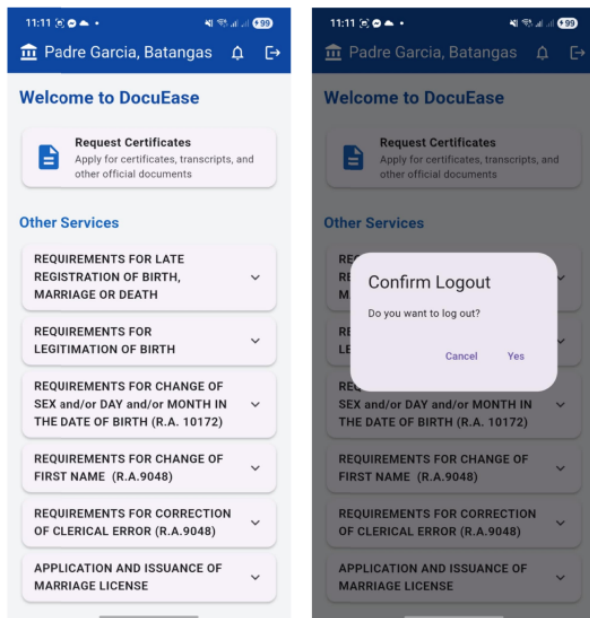 11:11
99
Padre Garcia, Batangas
Welcome to DocuEase
Request Certificates
Apply for certificates, transcripts, and
other official documents
Other Services
REQUIREMENTS FOR LATE
REGISTRATION OF BIRTH,
MARRIAGE OR DEATH
REQUIREMENTS FOR
LEGITIMATION OF BIRTH
REQUIREMENTS FOR CHANGE OF
SEX and/or DAY and/or MONTH IN
THE DATE OF BIRTH (R.A. 10172)
REQUIREMENTS FOR CHANGE OF
FIRST NAME (R.A.9048)
REQUIREMENTS FOR CORRECTION
OF CLERICAL ERROR (R.A.9048)
APPLICATION AND ISSUANCE OF
MARRIAGE LICENSE
11:11
99
Padre Garcia, Batangas
Welcome to DocuEase
Request Certificates
Apply for certificates, transcripts, and
other official documents
Other Services
RE
RE
M
Confirm Logout
Do you want to log out?
Cancel Yes
RE
LE
REQ
SEX and/or DAY and/or MONTH IN
THE DATE OF BIRTH (R.A. 10172)
REQUIREMENTS FOR CHANGE OF
FIRST NAME (R.A.9048)
REQUIREMENTS FOR CORRECTION
OF CLERICAL ERROR (R.A.9048)
APPLICATION AND ISSUANCE OF
MARRIAGE LICENSE